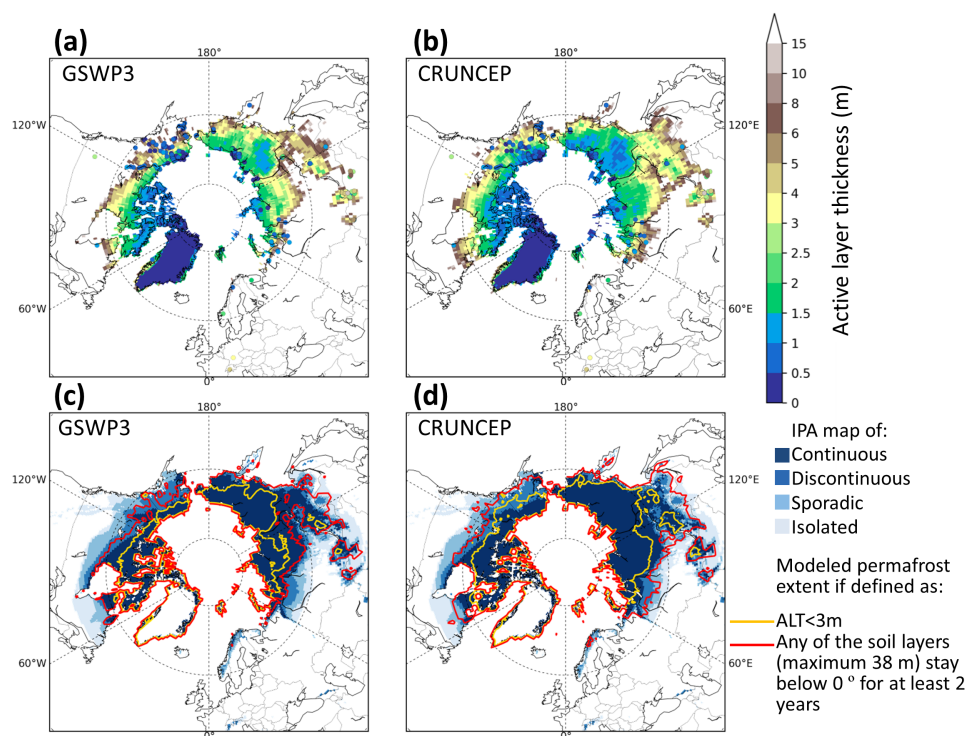 (a)
(b)
180°
180°
GSWP3
CRUNCEP
120°W
120°E
60°W
60°E
0°
0°
15
10
8
6
5
4
3
2.5
2
1.5
1
0.5
0
Active layer thickness (m)
(c)
(d)
180°
180°
GSWP3
CRUNCEP
120°W
120°E
60°W
60°E
0°
0°
IPA map of:
Continuous
Discontinuous
Sporadic
Isolated
Modeled permafrost
extent if defined as:
ALT<3m
Any of the soil layers
(maximum 38 m) stay
below 0 ° for at least 2
years